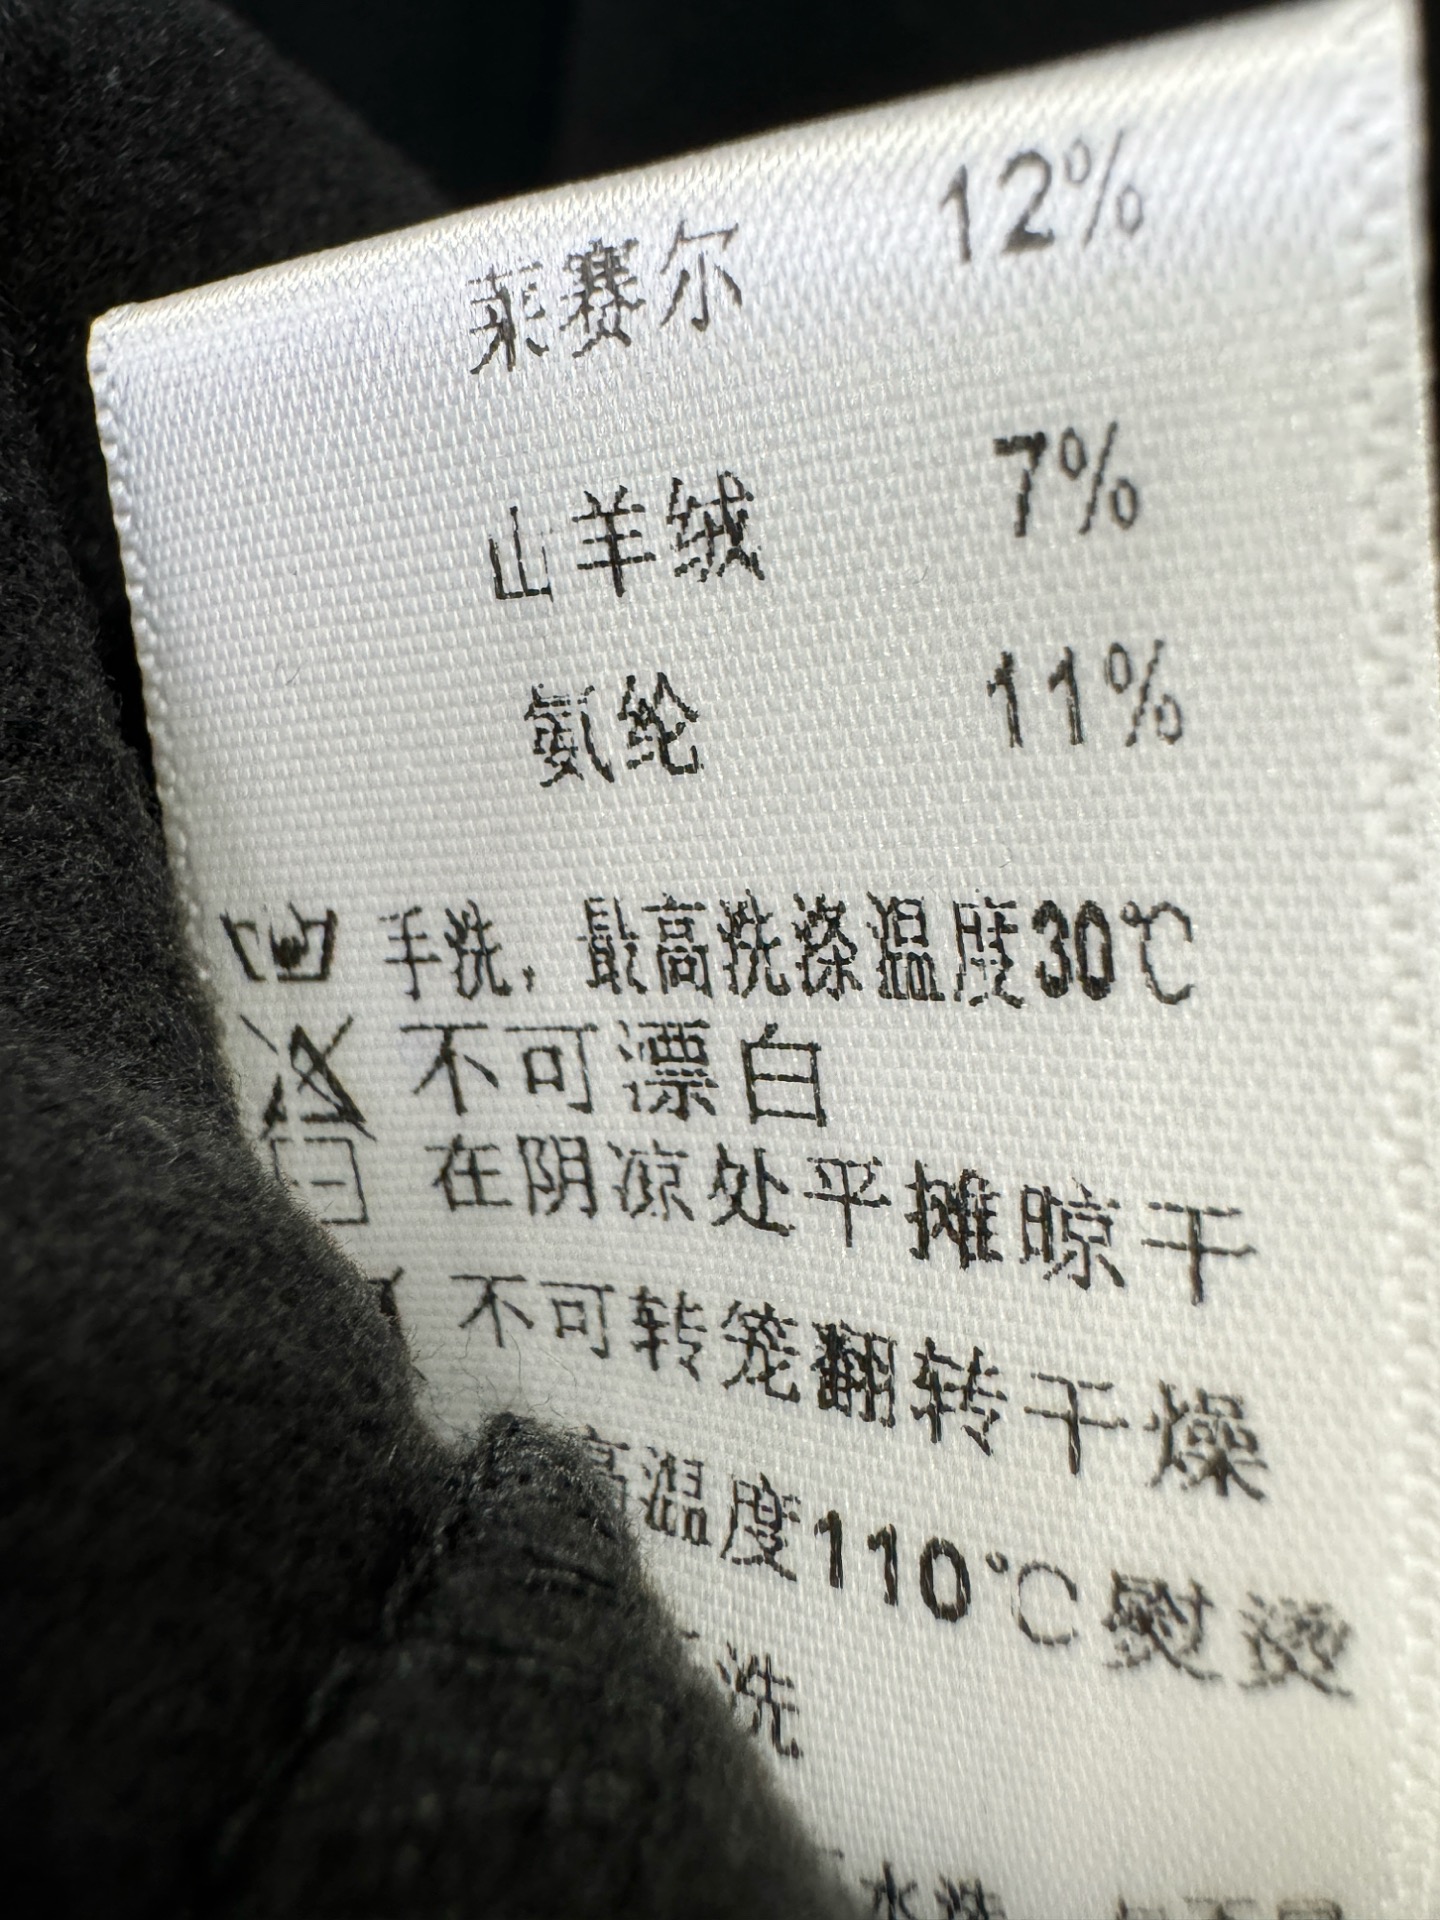 莱赛尔 12%
山羊绒 7%
氨纶 11%
手洗，最高洗涤温度30℃
不可漂白
在阴凉处平摊晾干
不可转笼翻转干燥
高温度110℃熨烫
洗
水洗